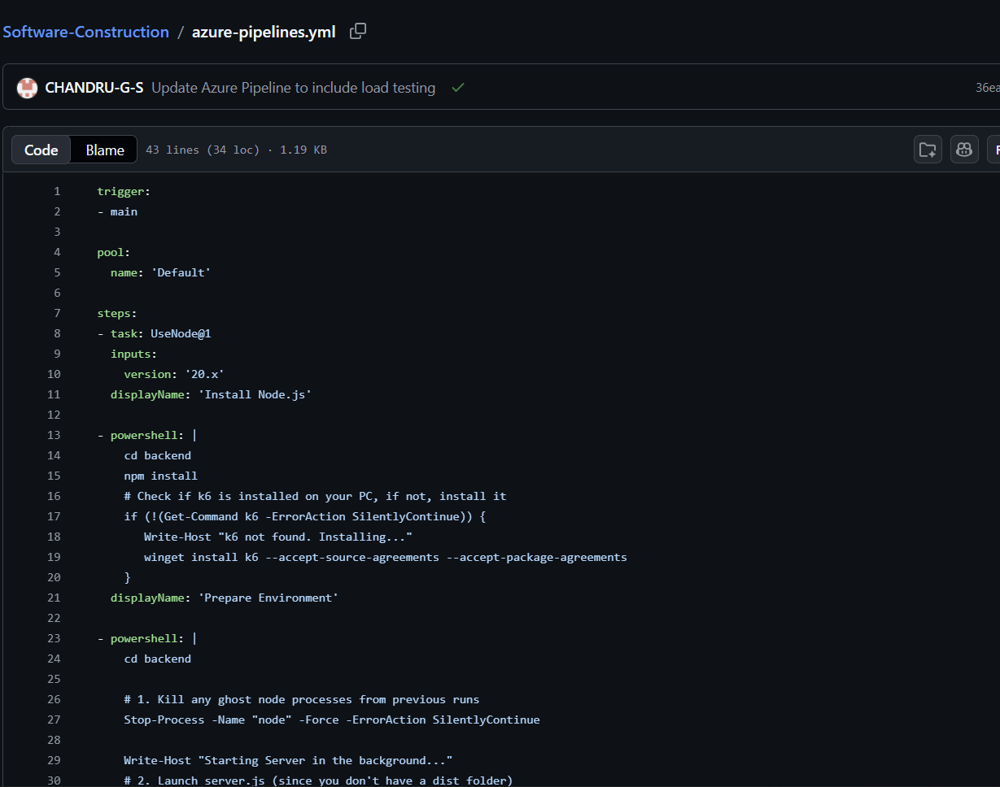 Software-Construction / azure-pipelines.yml
CHANDRU-G-S Update Azure Pipeline to include load testing 36ea
Code Blame 43 lines (34 loc) · 1.19 KB R
1 trigger:
2 - main
3
4 pool:
5 name: 'Default'
6
7 steps:
8 - task: UseNode@1
9 inputs:
10 version: '20.x'
11 displayName: 'Install Node.js'
12
13 - powershell: |
14 cd backend
15 npm install
16 # Check if k6 is installed on your PC, if not, install it
17 if (!(Get-Command k6 -ErrorAction SilentlyContinue)) {
18 Write-Host "k6 not found. Installing..."
19 winget install k6 --accept-source-agreements --accept-package-agreements
20 }
21 displayName: 'Prepare Environment'
22
23 - powershell: |
24 cd backend
25
26 # 1. Kill any ghost node processes from previous runs
27 Stop-Process -Name "node" -Force -ErrorAction SilentlyContinue
28
29 Write-Host "Starting Server in the background..."
30 # 2. Launch server.js (since you don't have a dist folder)